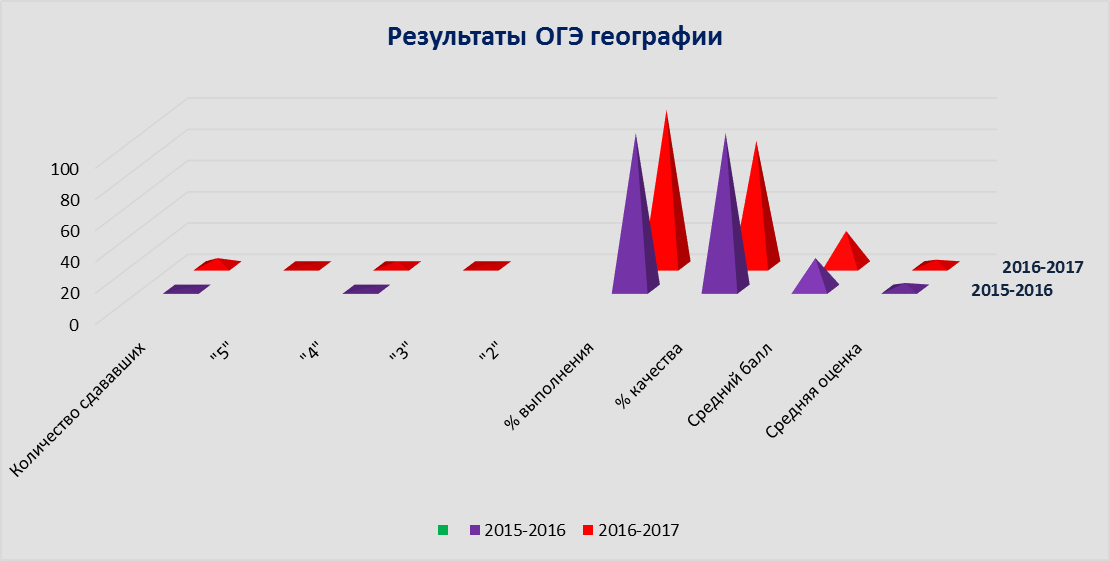 Результаты ОГЭ географии
100
80
60
40
20
0
2016-2017
2015-2016
Количество сдававших
"5"
"4"
"3"
"2"
% выполнения
% качества
Средний балл
Средняя оценка
2015-2016
2016-2017